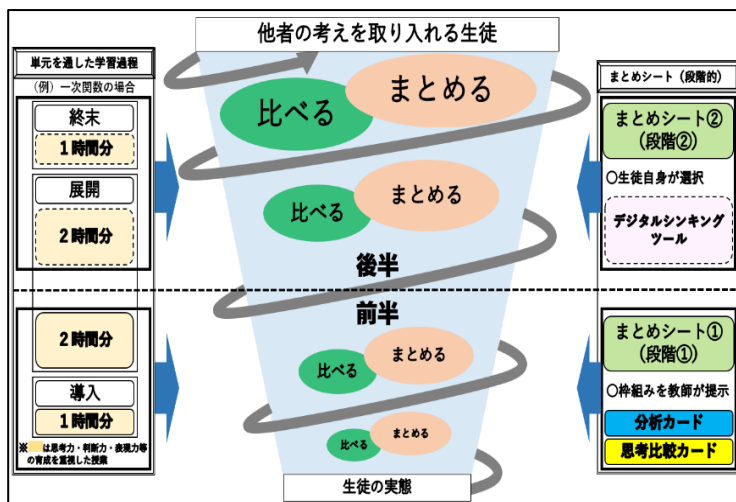 他者の考えを取り入れる生徒
単元を通した学習過程
(例)一次関数の場合
終末
1時間分
展開
2時間分
2時間分
導入
1時間分
※　は思考力・判断力・表現力等
の育成を重視した授業
比べる
まとめる
比べる
まとめる
後半
前半
比べる
まとめる
比べる
まとめる
生徒の実態
まとめシート(段階的)
まとめシート②
(段階②)
○生徒自身が選択
デジタルシンキング
ツール
まとめシート①
(段階①)
○枠組みを教師が提示
分析カード
思考比較カード